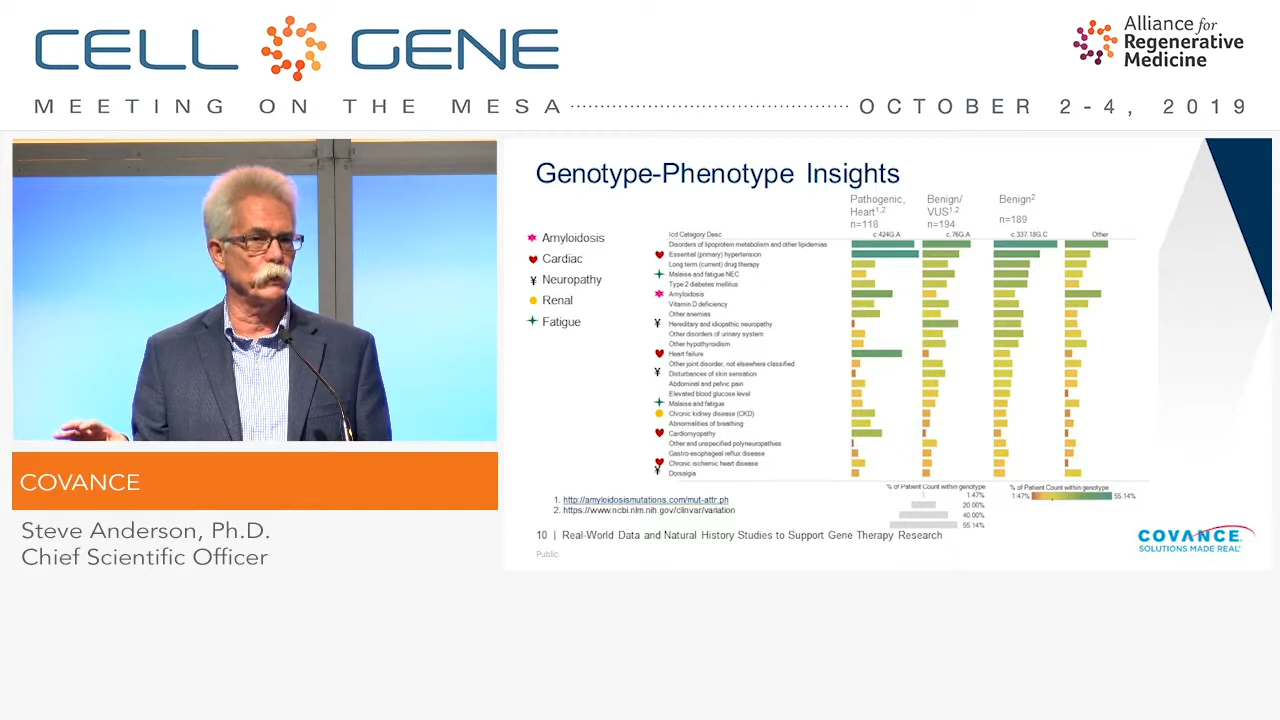 CELL GENE
Alliance for
Regenerative
Medicine
MEETING ON THE MESA
OCTOBER 2-4, 2019
Genotype-Phenotype Insights
Amyloidosis
Cardiac
Neuropathy
Renal
Fatigue
Pathogenic,
Heart1,2
n=118
Benign/
VUS1,2
n=194
Benign2
n=189
Icd Category Desc
c.424G.A
c.76G.A
c.337.18G.C
Other
Disorders of lipoprotein metabolism and other lipidemias
Essential (primary) hypertension
Long term (current) drug therapy
Malaise and fatigue NEC
Type 2 diabetes mellitus
Amyloidosis
Vitamin D deficiency
Other anemias
Hereditary and idiopathic neuropathy
Other disorders of urinary system
Other hypothyroidism
Heart failure
Other joint disorder, not elsewhere classified
Disturbances of skin sensation
Abdominal and pelvic pain
Elevated blood glucose level
Malaise and fatigue
Chronic kidney disease (CKD)
Abnormalities of breathing
Cardiomyopathy
Other and unspecified polyneuropathies
Gastro-esophageal reflux disease
Chronic ischemic heart disease
Dorsalgia
% of Patient Count within genotype
1.47%
20.00%
40.00%
55.14%
% of Patient Count within genotype
1.47%
55.14%
1. http://amyloidosismutations.com/mut-attr.ph
2. https://www.ncbi.nlm.nih.gov/clinvar/variation
10 | Real-World Data and Natural History Studies to Support Gene Therapy Research
Public
COVANCE
SOLUTIONS MADE REAL
COVANCE
Steve Anderson, Ph.D.
Chief Scientific Officer